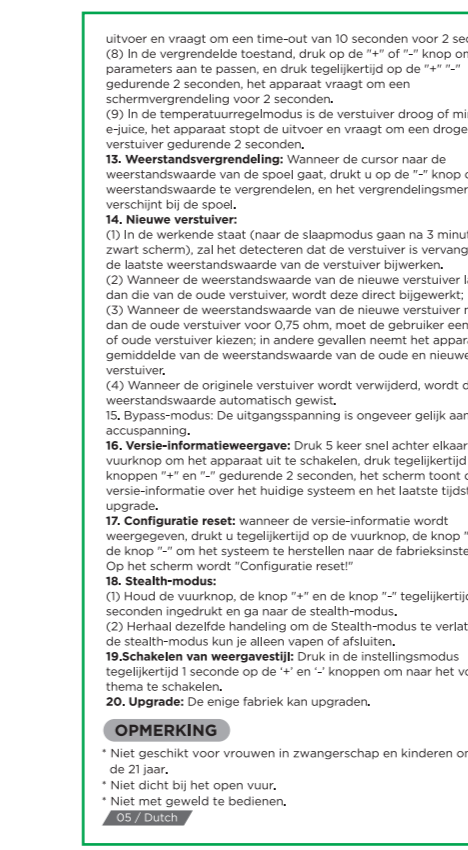 uitvoer en vraagt om een time-out van 10 seconden voor 2
(8) In de vergrendelde toestand, druk op de "+" of "-" knop
parameters aan te passen, en druk tegelijkertijd op de "+" "-"
gedurende 2 seconden, het apparaat vraagt om een
schermvergrendeling voor 2 seconden.
(9) In de temperatuurregelmodus is de verstuiver droog of
e-juice, het apparaat stopt de uitvoer en vraagt om een droge
verstuiver gedurende 2 seconden.
13. Weerstandsvergrendeling: Wanneer de cursor naar de
weerstandswaarde van de spoel gaat, drukt u op de "-" knop
weerstandswaarde te vergrendelen, en het
verschijnt bij de spoel.
14. Nieuwe verstuiver:
(1) In de werkende staat (naar de slaapmodus gaan na 3
zwart scherm), zal het detecteren dat de verstuiver is
de laatste weerstandswaarde van de verstuiver bijwerken.
(2) Wanneer de weerstandswaarde van de nieuwe verstuiver
dan die van de oude verstuiver, wordt deze direct bijgewerkt;
(3) Wanneer de weerstandswaarde van de nieuwe verstuiver
dan de oude verstuiver voor 0,75 ohm, moet de gebruiker een
of oude verstuiver kiezen; in andere gevallen neemt het
gemiddelde van de weerstandswaarde van de oude en nieuwe
verstuiver.
(4) Wanneer de originele verstuiver wordt verwijderd, wordt
weerstandswaarde automatisch gewist.
15. Bypass-modus: De uitgangsspanning is ongeveer gelijk aan
accuspanning.
16. Versie-informatieweergave: Druk 5 keer snel achter elkaar
vuurknop om het apparaat uit te schakelen, druk tegelijkertijd
knoppen "+" en "-" gedurende 2 seconden, het scherm toont
versie-informatie over het huidige systeem en het laatste
upgrade.
17. Configuratie reset: wanneer de versie-informatie wordt
weergegeven, drukt u tegelijkertijd op de vuurknop, de knop
de knop "-" om het systeem te herstellen naar de
Op het scherm wordt "Configuratie reset!"
18. Stealth-modus:
(1) Houd de vuurknop, de knop "+" en de knop "-"
seconden ingedrukt en ga naar de stealth-modus.
(2) Herhaal dezelfde handeling om de Stealth-modus te
de stealth-modus kun je alleen vapen of afsluiten.
19.Schakelen van weergavestijl: Druk in de instellingsmodus
tegelijkertijd 1 seconde op de '+' en '-' knoppen om naar het
thema te schakelen.
20. Upgrade: De enige fabriek kan upgraden.
OPMERKING
* Niet geschikt voor vrouwen in zwangerschap en kinderen
de 21 jaar.
* Niet dicht bij het open vuur.
* Niet met geweld te bedienen.
05 / Dutch